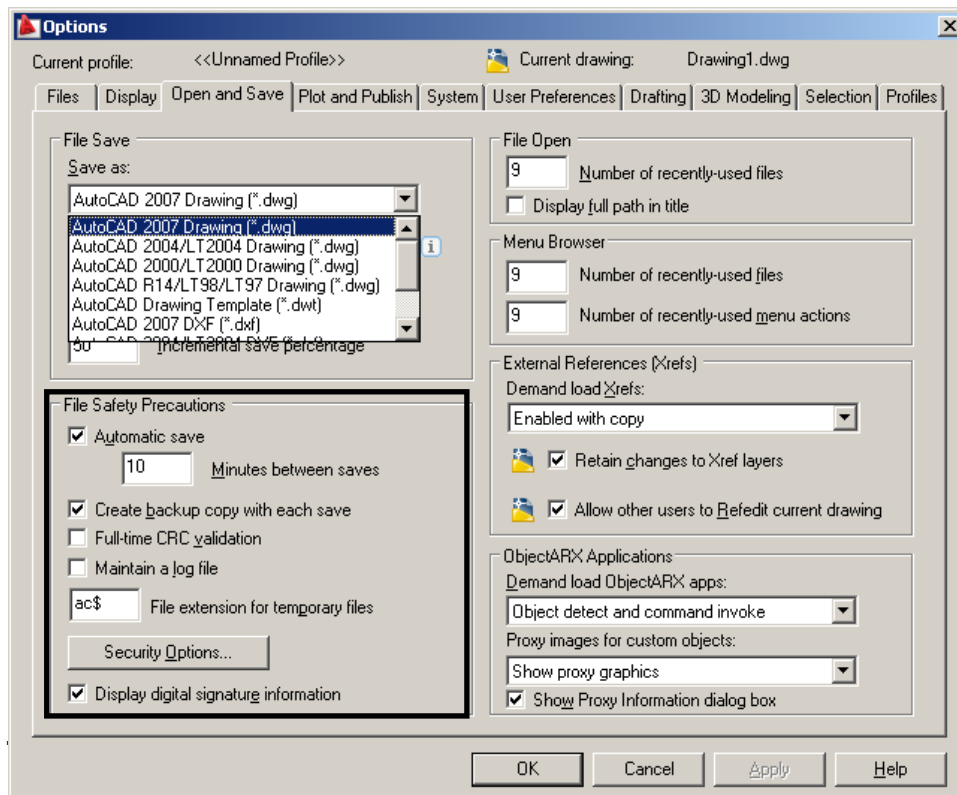 Options
Current profile: <<Unnamed Profile>> Current drawing: Drawing1.dwg
Files Display Open and Save Plot and Publish System User Preferences Drafting 3D Modeling Selection Profiles
File Save
Save as:
AutoCAD 2007 Drawing (*.dwg)
AutoCAD 2007 Drawing (*.dwg)
AutoCAD 2004/LT2004 Drawing (*.dwg)
AutoCAD 2000/LT2000 Drawing (*.dwg)
AutoCAD R14/LT98/LT97 Drawing (*.dwg)
AutoCAD Drawing Template (*.dwt)
AutoCAD 2007 DXF (*.dxf)
Incremental save percentage
File Safety Precautions
Automatic save
10 Minutes between saves
Create backup copy with each save
Full-time CRC validation
Maintain a log file
ac$ File extension for temporary files
Security Options...
Display digital signature information
File Open
9 Number of recently-used files
Display full path in title
Menu Browser
9 Number of recently-used files
9 Number of recently-used menu actions
External References (Xrefs)
Demand load Xrefs:
Enabled with copy
Retain changes to Xref layers
Allow other users to Refedit current drawing
ObjectARX Applications
Demand load ObjectARX apps:
Object detect and command invoke
Proxy images for custom objects:
Show proxy graphics
Show Proxy Information dialog box
OK Cancel Apply Help